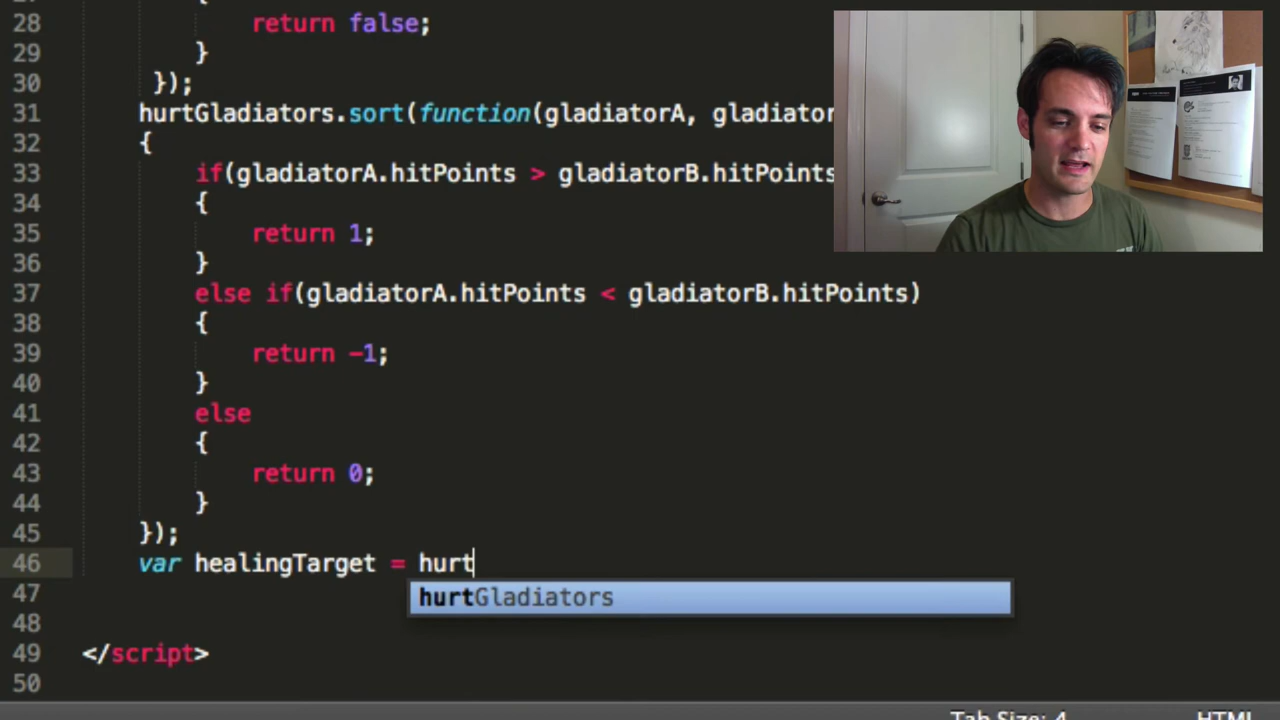 28 return false;
29 }
30 });
31 hurtGladiators.sort(function(gladiatorA, gladiator
32 {
33 if(gladiatorA.hitPoints > gladiatorB.hitPoints
34 {
35 return 1;
36 }
37 else if(gladiatorA.hitPoints < gladiatorB.hitPoints)
38 {
39 return -1;
40 }
41 else
42 {
43 return 0;
44 }
45 });
46 var healingTarget = hurt
hurtGladiators
47
48
49 </script>
50
Tab Size: 4 HTML